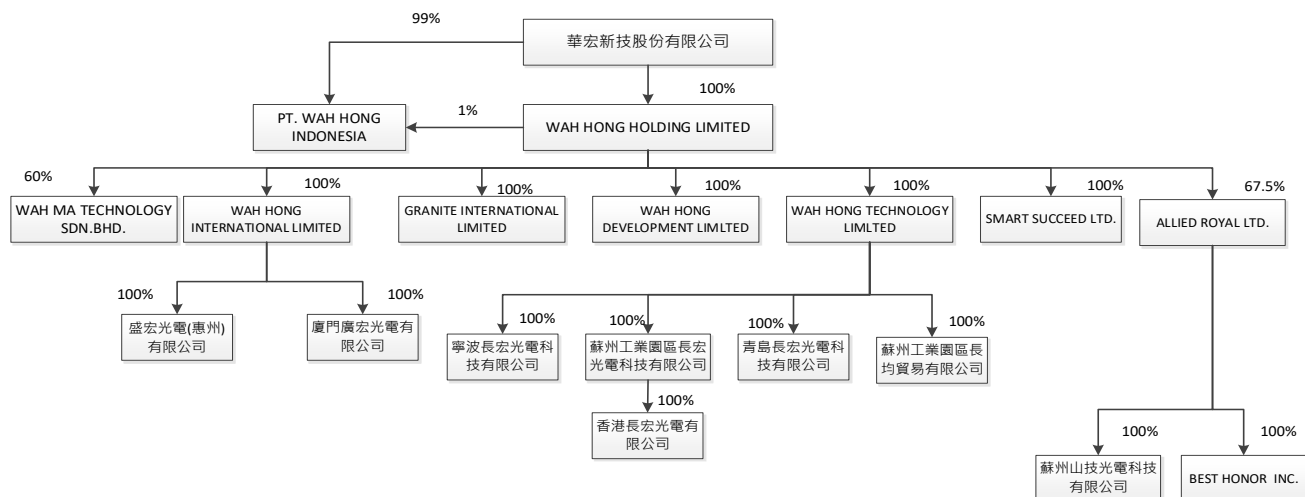 99%
華宏新技股份有限公司
100%
PT. WAH HONG
INDONESIA
1%
WAH HONG HOLDING LIMITED
60%
100%
100%
100%
100%
100%
67.5%
WAH MA TECHNOLOGY
SDN.BHD.
WAH HONG
INTERNATIONAL LIMITED
GRANITE INTERNATIONAL
LIMITED
WAH HONG
DEVELOPMENT LIMLTED
WAH HONG TECHNOLOGY
LIMLTED
SMART SUCCEED LTD.
ALLIED ROYAL LTD.
100%
100%
盛宏光電(惠州)
有限公司
廈門廣宏光電有
限公司
100%
100%
100%
100%
寧波長宏光電科
技有限公司
蘇州工業園區長宏
光電科技有限公司
青島長宏光電科
技有限公司
蘇州工業園區長
均貿易有限公司
100%
香港長宏光電有
限公司
100%
100%
蘇州山技光電科技
有限公司
BEST HONOR INC.